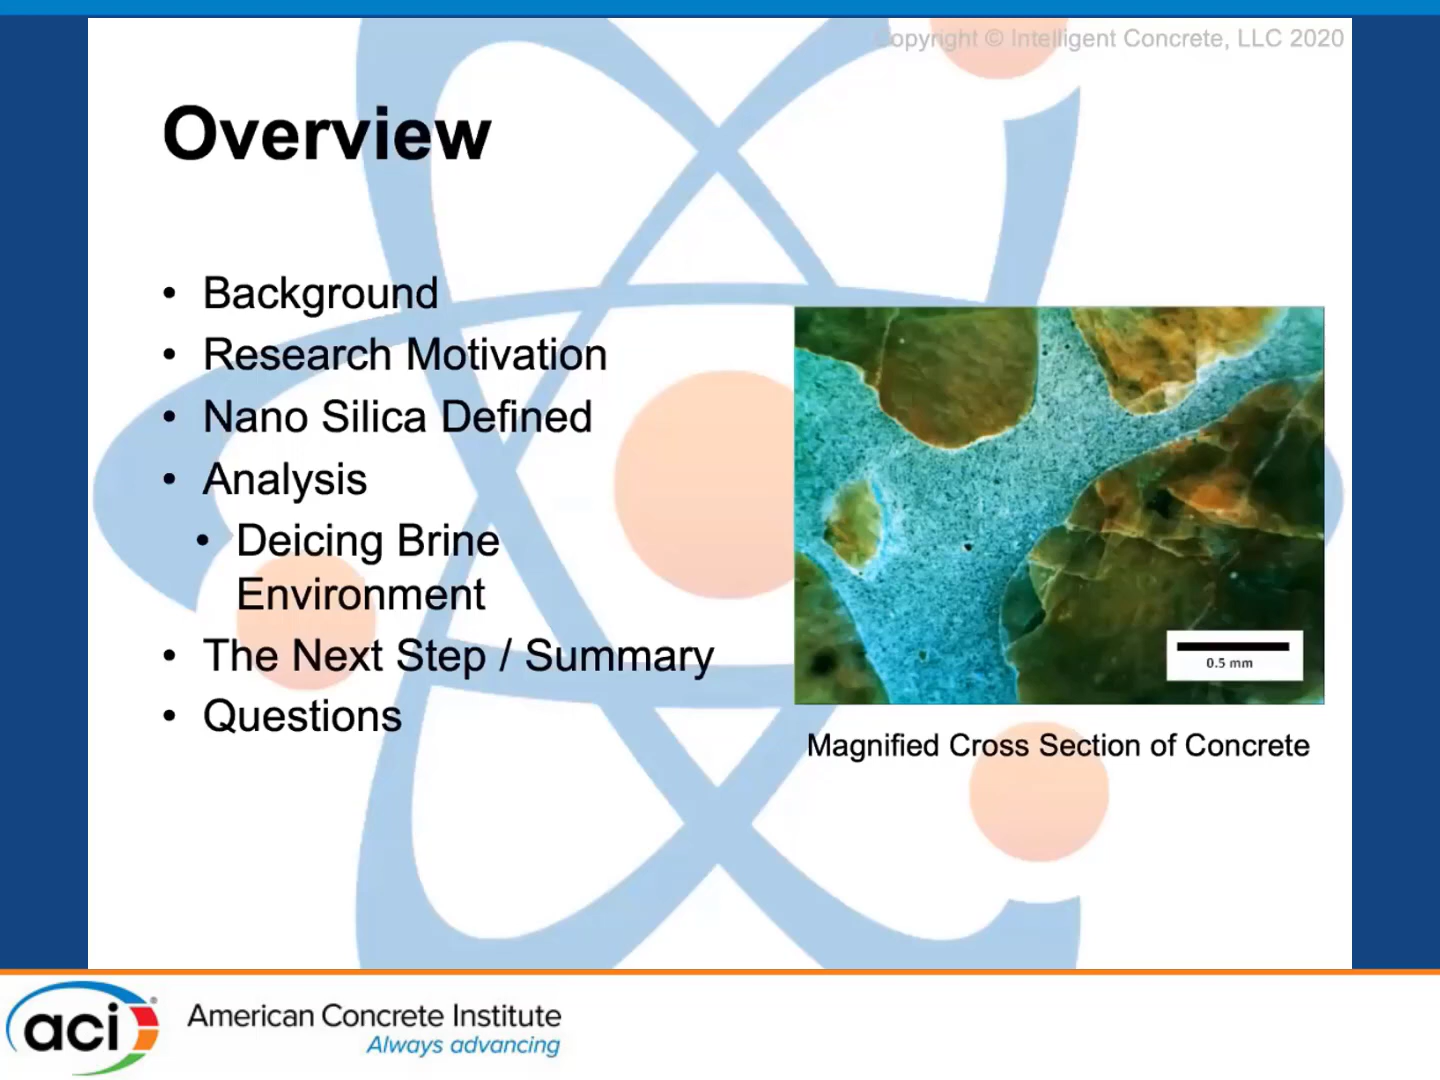 Copyright © Intelligent Concrete, LLC 2020
Overview
• Background
• Research Motivation
• Nano Silica Defined
• Analysis
• Deicing Brine
Environment
• The Next Step / Summary
• Questions
0.5 mm
Magnified Cross Section of Concrete
aci®
American Concrete Institute
Always advancing